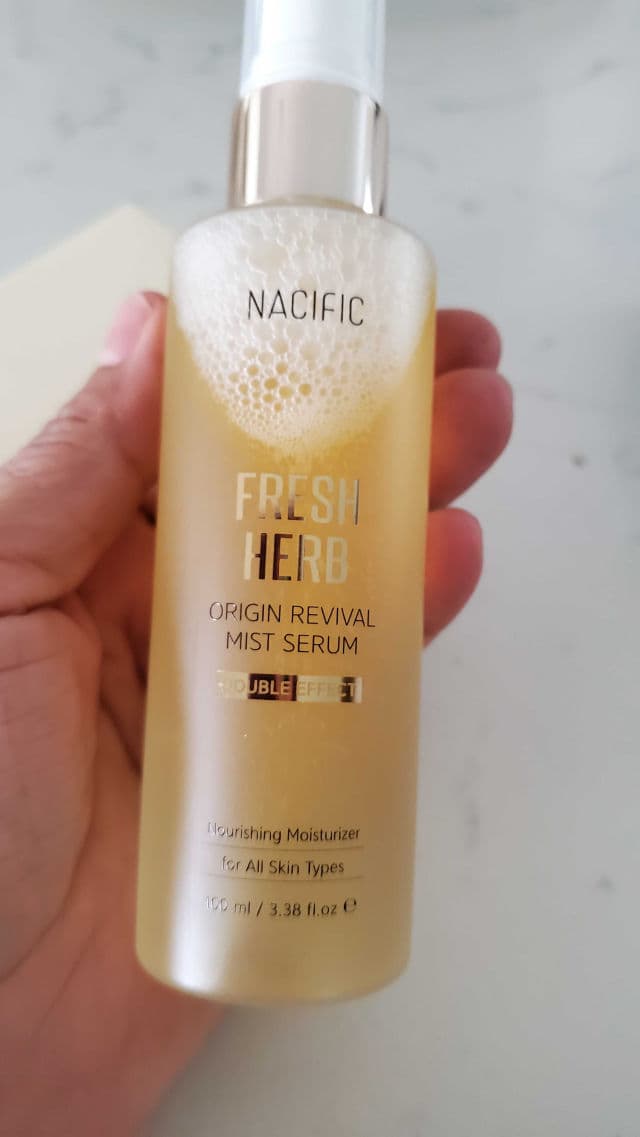 NACIFIC
FRESH
HERB
ORIGIN REVIVAL
MIST SERUM
DOUBLE EFFECT
Nourishing Moisturizer
for All Skin Types
100 ml / 3.38 fl.oz ℮